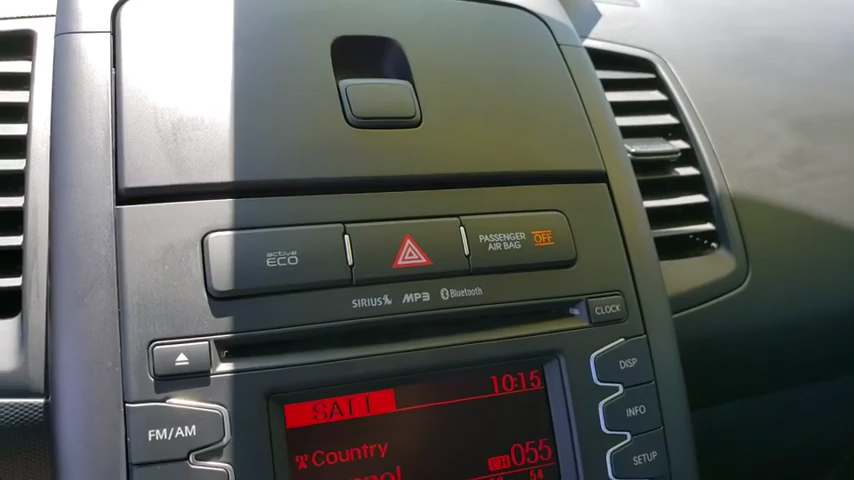 active
ECO
PASSENGER
AIR BAG
OFF
SIRIUS MP3 Bluetooth
CLOCK
DISP
INFO
SETUP
FM/AM
SAT1 10:15
Country
CH 055
54